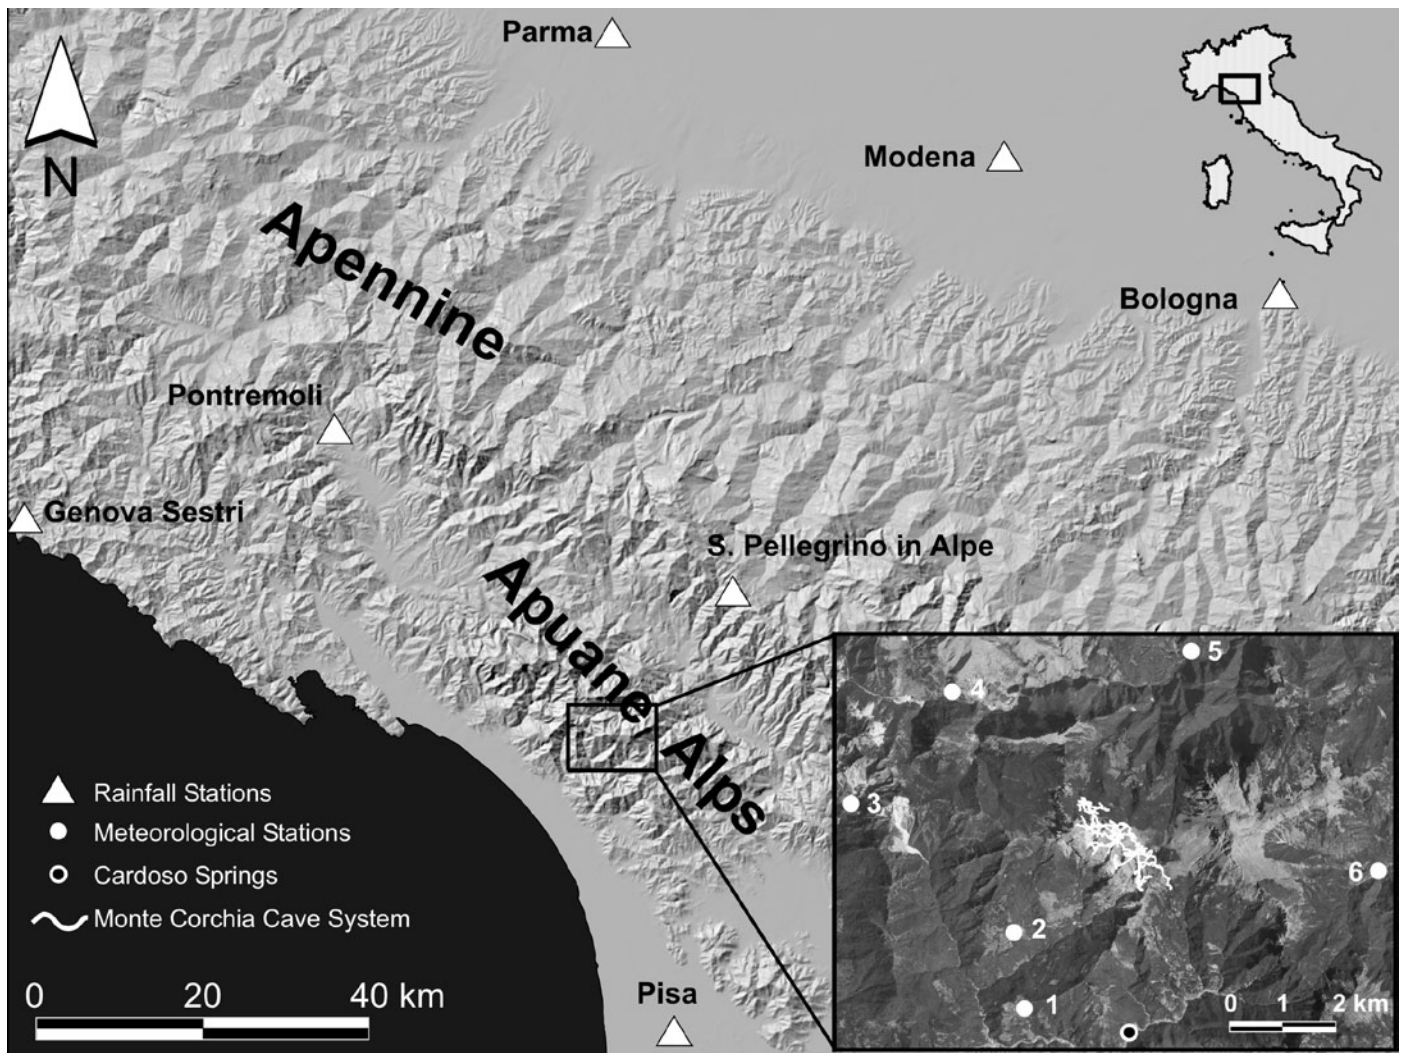 Parma
N
Modena
Apennine
Bologna
Pontremoli
Genova Sestri
S. Pellegrino in Alpe
Apuane Alps
5
4
3
6
2
1
0 1 2 km
Rainfall Stations
Meteorological Stations
Cardoso Springs
Monte Corchia Cave System
0 20 40 km
Pisa